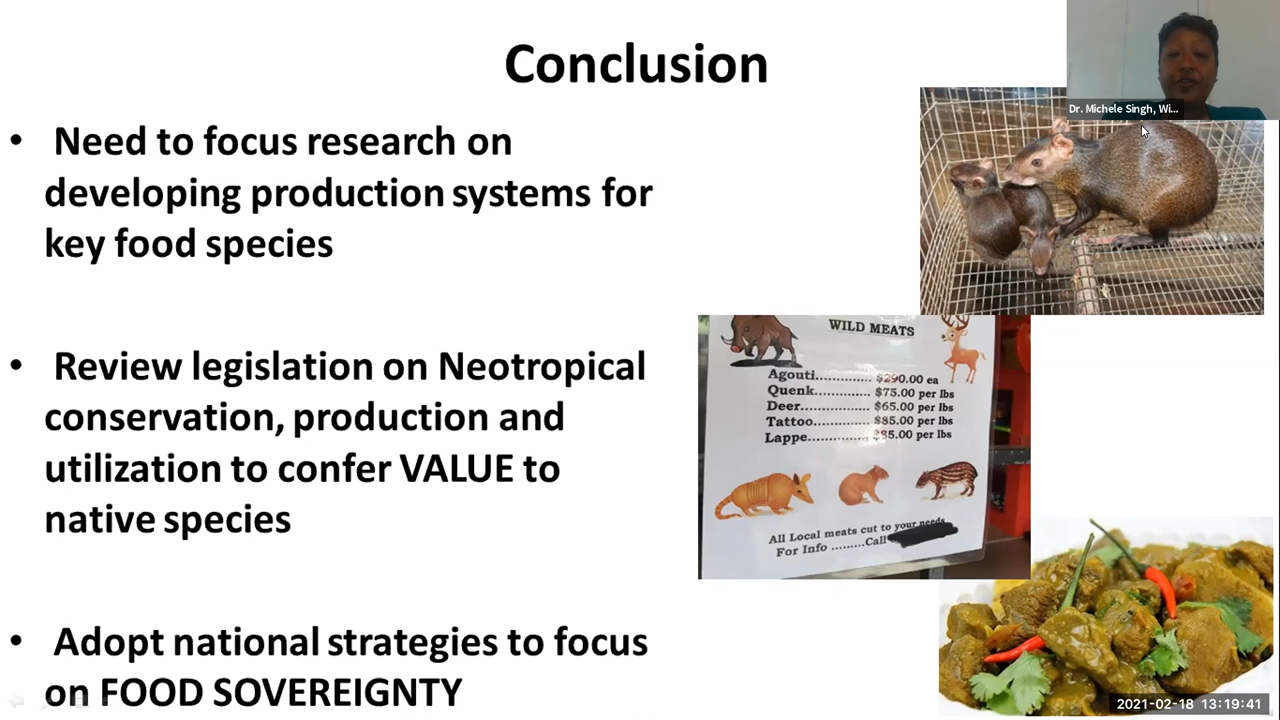 Conclusion
• Need to focus research on
developing production systems for
key food species
• Review legislation on Neotropical
conservation, production and
utilization to confer VALUE to
native species
• Adopt national strategies to focus
on FOOD SOVEREIGNTY
Dr. Michele Singh, Wi...
WILD MEATS
Agouti.............. $290.00 ea
Quenk............... $75.00 per lbs
Deer................. $65.00 per lbs
Tattoo.............. $85.00 per lbs
Lappe............... $85.00 per lbs
All Local meats cut to your needs
For Info .........Call
2021-02-18 13:19:41